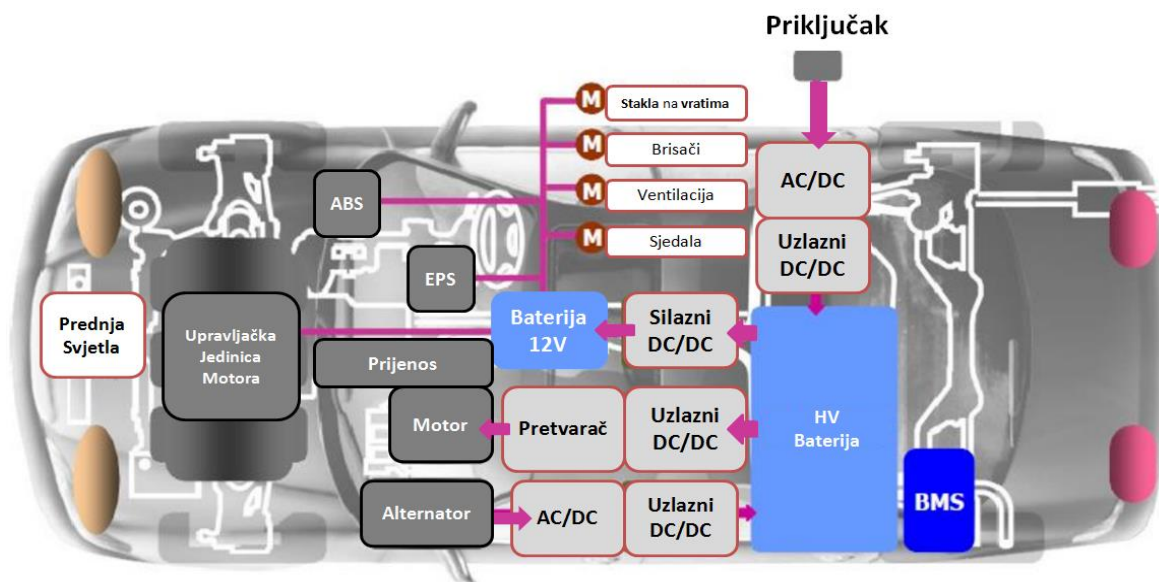 Priključak
M
Stakla na vratima
M
Brisači
M
Ventilacija
M
Sjedala
AC/DC
Uzlazni
DC/DC
ABS
EPS
Prednja
Svjetla
Upravljačka
Jedinica
Motora
Baterija
12V
Silazni
DC/DC
Prijenos
Motor
Pretvarač
Uzlazni
DC/DC
HV
Baterija
Alternator
AC/DC
Uzlazni
DC/DC
BMS